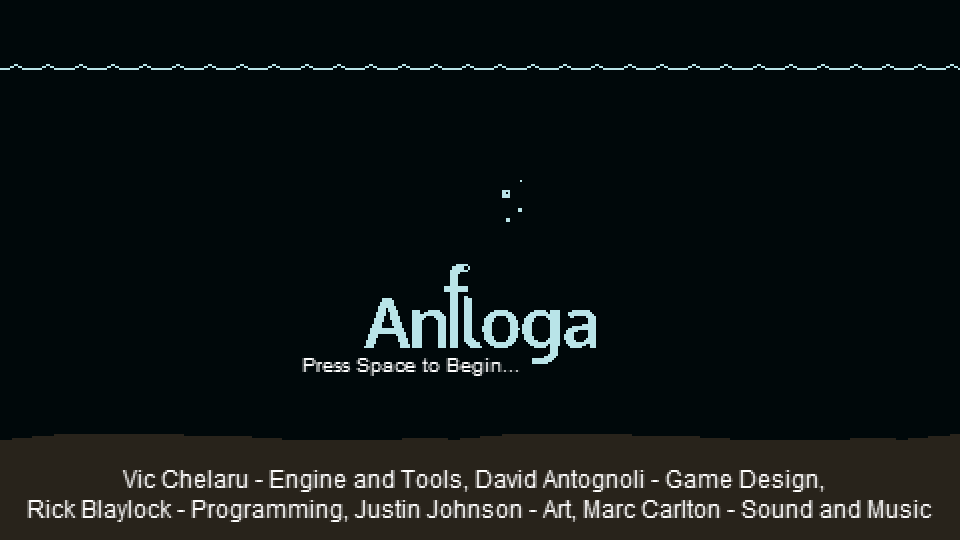 Anfloga
Press Space to Begin...
Vic Chelaru - Engine and Tools, David Antognoli - Game Design,
Rick Blaylock - Programming, Justin Johnson - Art, Marc Carlton - Sound and Music